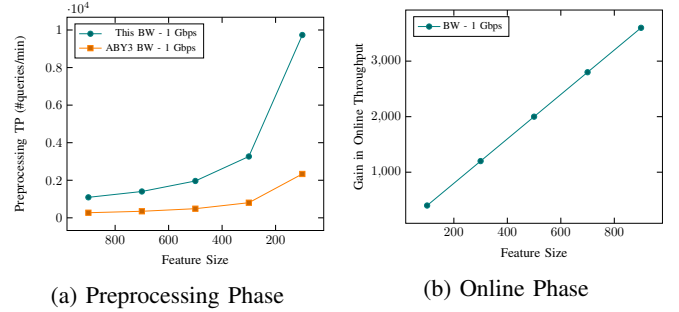 ·10⁴
This BW - 1 Gbps
ABY3 BW - 1 Gbps
Preprocessing TP (#queries/min)
1
0.8
0.6
0.4
0.2
0
800 600 400 200
Feature Size
(a) Preprocessing Phase
BW - 1 Gbps
Gain in Online Throughput
3,000
2,000
1,000
200 400 600 800
Feature Size
(b) Online Phase